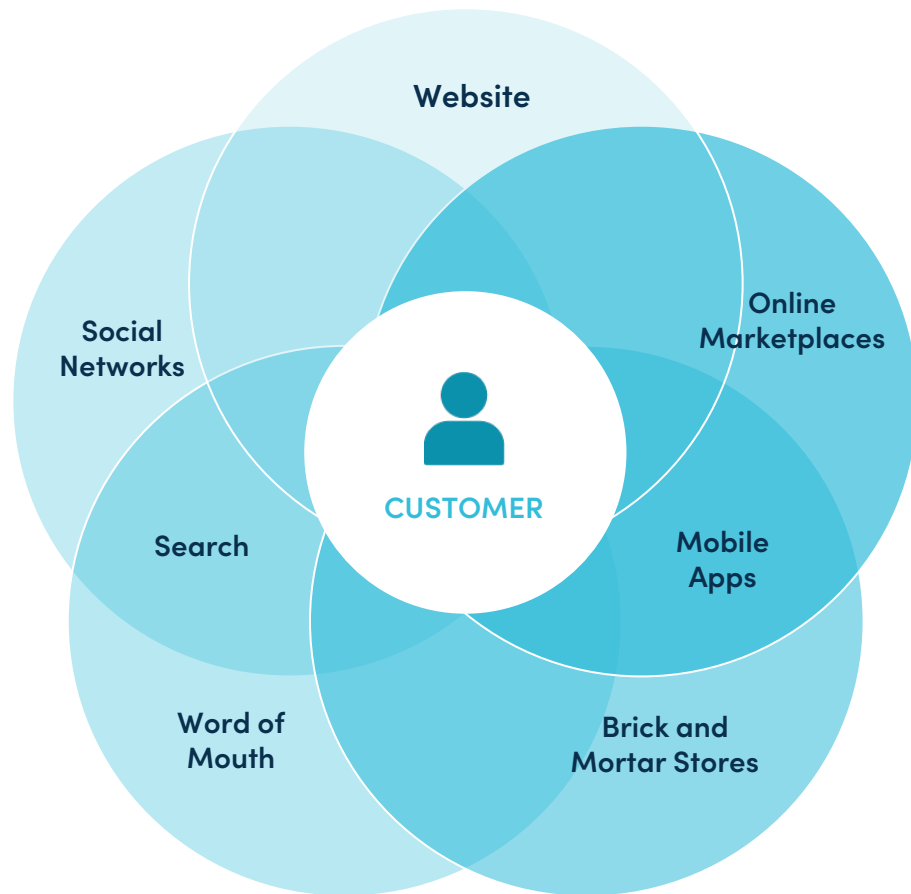 Website
Online
Marketplaces
Social
Networks
CUSTOMER
Search
Mobile
Apps
Word of
Mouth
Brick and
Mortar Stores